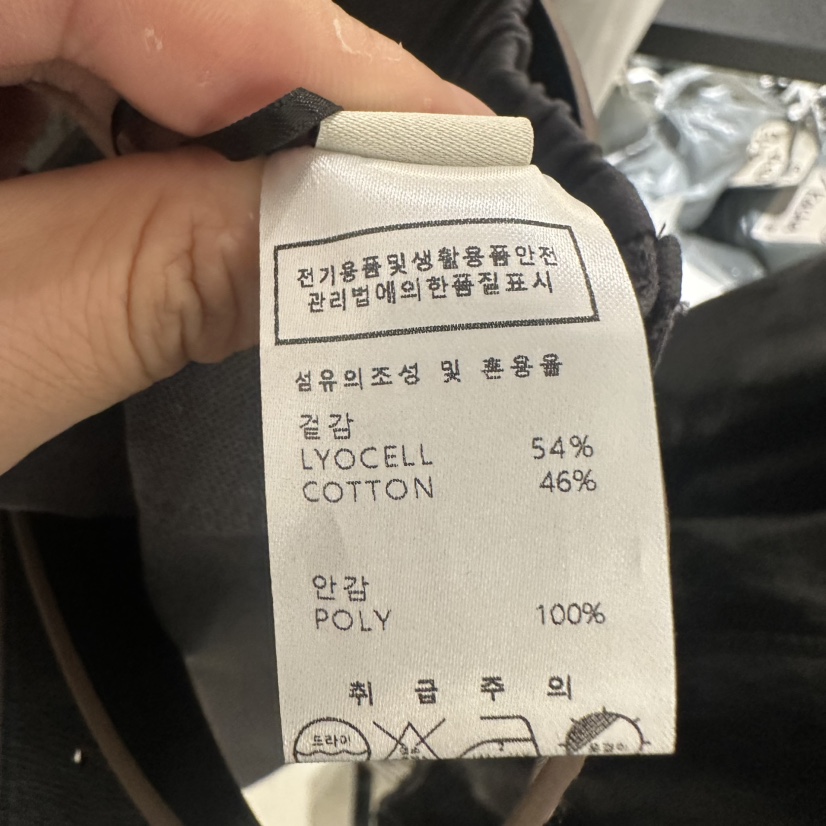 전기용품및생활용품안전
관리법에의한품질표시
섬유의조성 및 혼용율
겉감
LYOCELL 54%
COTTON 46%
안감
POLY 100%
취 급 주 의
드라이